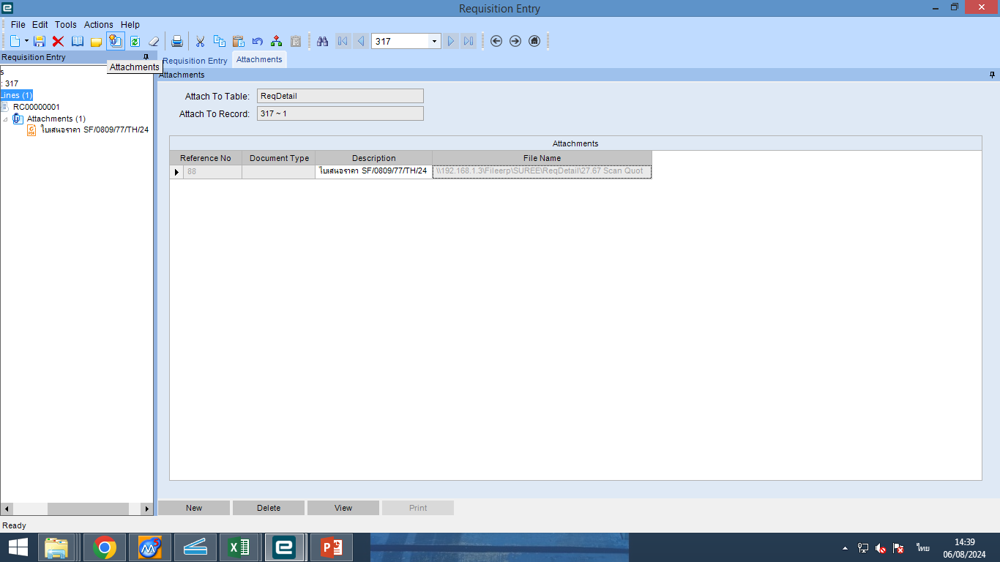 Requisition Entry
File Edit Tools Actions Help
317
Requisition Entry
Attachments
Requisition Entry Attachments
Attachments
s
: 317
Lines (1)
RC00000001
Attachments (1)
ใบเสนอราคา SF/0809/77/TH/24
Attach To Table: ReqDetail
Attach To Record: 317 ~ 1
Attachments
Reference No Document Type Description File Name
88 ใบเสนอราคา SF/0809/77/TH/24 \\192.168.1.3\Fileerp\SUREE\ReqDetail\27.67 Scan Quot
New Delete View Print
Ready
ไทย
14:39
06/08/2024